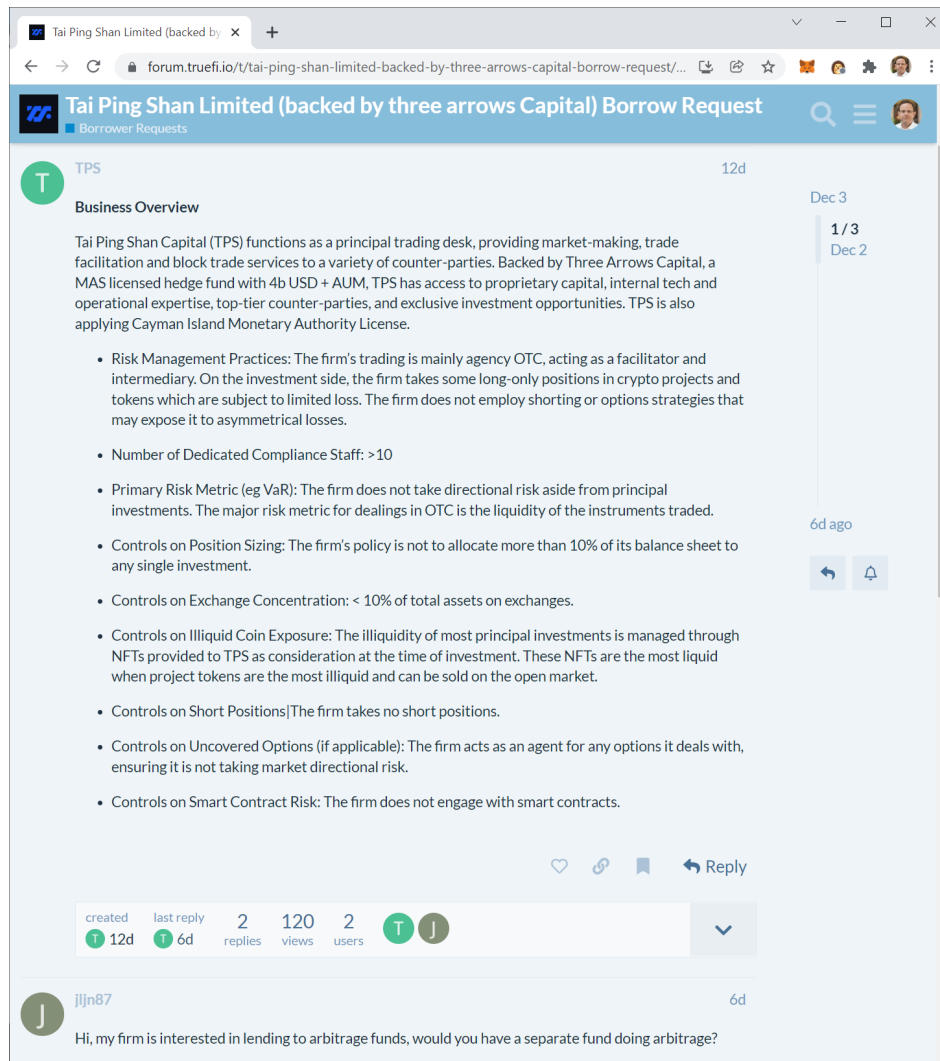 Tai Ping Shan Limited (backed by
forum.truefi.io/t/tai-ping-shan-limited-backed-by-three-arrows-capital-borrow-request/...
Tai Ping Shan Limited (backed by three arrows Capital) Borrow Request
Borrower Requests
T
TPS
12d
Business Overview
Tai Ping Shan Capital (TPS) functions as a principal trading desk, providing market-making, trade
facilitation and block trade services to a variety of counter-parties. Backed by Three Arrows Capital, a
MAS licensed hedge fund with 4b USD + AUM, TPS has access to proprietary capital, internal tech and
operational expertise, top-tier counter-parties, and exclusive investment opportunities. TPS is also
applying Cayman Island Monetary Authority License.
• Risk Management Practices: The firm's trading is mainly agency OTC, acting as a facilitator and
intermediary. On the investment side, the firm takes some long-only positions in crypto projects and
tokens which are subject to limited loss. The firm does not employ shorting or options strategies that
may expose it to asymmetrical losses.
• Number of Dedicated Compliance Staff: >10
• Primary Risk Metric (eg VaR): The firm does not take directional risk aside from principal
investments. The major risk metric for dealings in OTC is the liquidity of the instruments traded.
• Controls on Position Sizing: The firm's policy is not to allocate more than 10% of its balance sheet to
any single investment.
• Controls on Exchange Concentration: < 10% of total assets on exchanges.
• Controls on Illiquid Coin Exposure: The illiquidity of most principal investments is managed through
NFTs provided to TPS as consideration at the time of investment. These NFTs are the most liquid
when project tokens are the most illiquid and can be sold on the open market.
• Controls on Short Positions|The firm takes no short positions.
• Controls on Uncovered Options (if applicable): The firm acts as an agent for any options it deals with,
ensuring it is not taking market directional risk.
• Controls on Smart Contract Risk: The firm does not engage with smart contracts.
Reply
created
last reply
2
120
2
T 12d
T 6d
replies
views
users
T
J
Dec 3
1 / 3
Dec 2
6d ago
J
jljn87
6d
Hi, my firm is interested in lending to arbitrage funds, would you have a separate fund doing arbitrage?